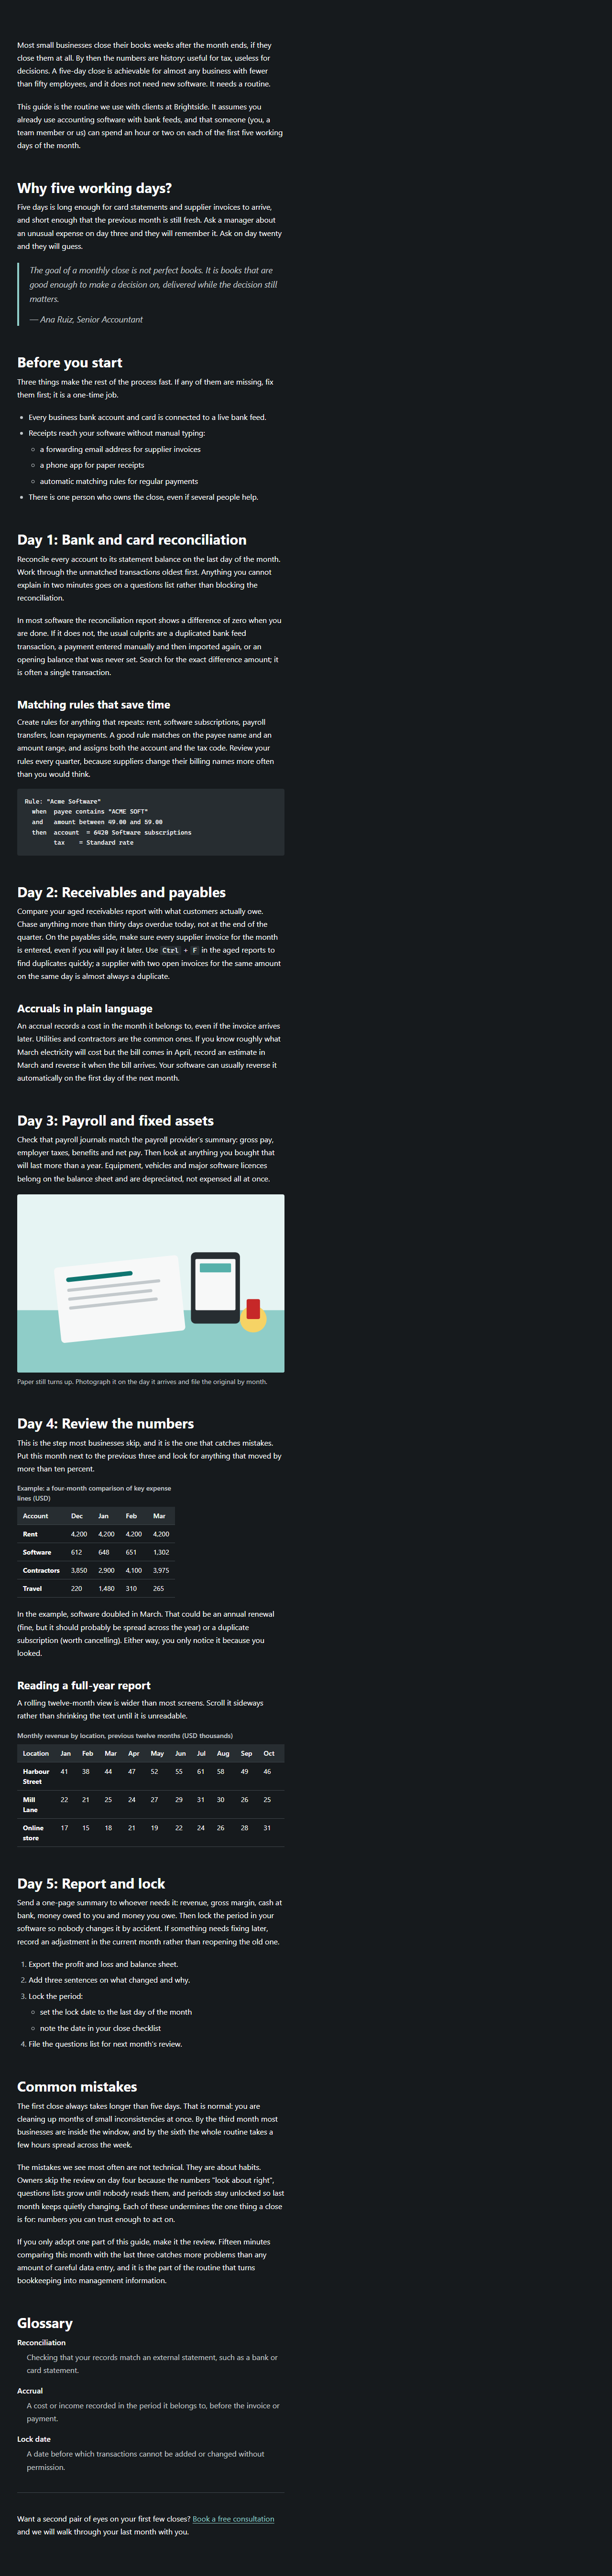 Most small businesses close their books weeks after the month ends, if they
close them at all. By then the numbers are history: useful for tax, useless for
decisions. A five-day close is achievable for almost any business with fewer
than fifty employees, and it does not need new software. It needs a routine.
This guide is the routine we use with clients at Brightside. It assumes you
already use accounting software with bank feeds, and that someone (you, a
team member or us) can spend an hour or two on each of the first five working
days of the month.
Why five working days?
Five days is long enough for card statements and supplier invoices to arrive,
and short enough that the previous month is still fresh. Ask a manager about
an unusual expense on day three and they will remember it. Ask on day twenty
and they will guess.
The goal of a monthly close is not perfect books. It is books that are
good enough to make a decision on, delivered while the decision still
matters.
— Ana Ruiz, Senior Accountant
Before you start
Three things make the rest of the process fast. If any of them are missing, fix
them first; it is a one-time job.
• Every business bank account and card is connected to a live bank feed.
• Receipts reach your software without manual typing:
◦ a forwarding email address for supplier invoices
◦ a phone app for paper receipts
◦ automatic matching rules for regular payments
• There is one person who owns the close, even if several people help.
Day 1: Bank and card reconciliation
Reconcile every account to its statement balance on the last day of the month.
Work through the unmatched transactions oldest first. Anything you cannot
explain in two minutes goes on a questions list rather than blocking the
reconciliation.
In most software the reconciliation report shows a difference of zero when you
are done. If it does not, the usual culprits are a duplicated bank feed
transaction, a payment entered manually and then imported again, or an
opening balance that was never set. Search for the exact difference amount; it
is often a single transaction.
Matching rules that save time
Create rules for anything that repeats: rent, software subscriptions, payroll
transfers, loan repayments. A good rule matches on the payee name and an
amount range, and assigns both the account and the tax code. Review your
rules every quarter, because suppliers change their billing names more often
than you would think.
Rule: "Acme Software"
when payee contains "ACME SOFT"
and amount between 49.00 and 59.00
then account = 6420 Software subscriptions
tax = Standard rate
Day 2: Receivables and payables
Compare your aged receivables report with what customers actually owe.
Chase anything more than thirty days overdue today, not at the end of the
quarter. On the payables side, make sure every supplier invoice for the month
is entered, even if you will pay it later. Use Ctrl + F in the aged reports to
find duplicates quickly; a supplier with two open invoices for the same amount
on the same day is almost always a duplicate.
Accruals in plain language
An accrual records a cost in the month it belongs to, even if the invoice arrives
later. Utilities and contractors are the common ones. If you know roughly what
March electricity will cost but the bill comes in April, record an estimate in
March and reverse it when the bill arrives. Your software can usually reverse it
automatically on the first day of the next month.
Day 3: Payroll and fixed assets
Check that payroll journals match the payroll provider's summary: gross pay,
employer taxes, benefits and net pay. Then look at anything you bought that
will last more than a year. Equipment, vehicles and major software licences
belong on the balance sheet and are depreciated, not expensed all at once.
Paper still turns up. Photograph it on the day it arrives and file the original by month.
Day 4: Review the numbers
This is the step most businesses skip, and it is the one that catches mistakes.
Put this month next to the previous three and look for anything that moved by
more than ten percent.
Example: a four-month comparison of key expense
lines (USD)
Account Dec Jan Feb Mar
Rent 4,200 4,200 4,200 4,200
Software 612 648 651 1,302
Contractors 3,850 2,900 4,100 3,975
Travel 220 1,480 310 265
In the example, software doubled in March. That could be an annual renewal
(fine, but it should probably be spread across the year) or a duplicate
subscription (worth cancelling). Either way, you only notice it because you
looked.
Reading a full-year report
A rolling twelve-month view is wider than most screens. Scroll it sideways
rather than shrinking the text until it is unreadable.
Monthly revenue by location, previous twelve months (USD thousands)
Location Jan Feb Mar Apr May Jun Jul Aug Sep Oct
Harbour Street 41 38 44 47 52 55 61 58 49 46
Mill Lane 22 21 25 24 27 29 31 30 26 25
Online store 17 15 18 21 19 22 24 26 28 31
Day 5: Report and lock
Send a one-page summary to whoever needs it: revenue, gross margin, cash at
bank, money owed to you and money you owe. Then lock the period in your
software so nobody changes it by accident. If something needs fixing later,
record an adjustment in the current month rather than reopening the old one.
1. Export the profit and loss and balance sheet.
2. Add three sentences on what changed and why.
3. Lock the period:
◦ set the lock date to the last day of the month
◦ note the date in your close checklist
4. File the questions list for next month's review.
Common mistakes
The first close always takes longer than five days. That is normal: you are
cleaning up months of small inconsistencies at once. By the third month most
businesses are inside the window, and by the sixth the whole routine takes a
few hours spread across the week.
The mistakes we see most often are not technical. They are about habits.
Owners skip the review on day four because the numbers "look about right",
questions lists grow until nobody reads them, and periods stay unlocked so last
month keeps quietly changing. Each of these undermines the one thing a close
is for: numbers you can trust enough to act on.
If you only adopt one part of this guide, make it the review. Fifteen minutes
comparing this month with the last three catches more problems than any
amount of careful data entry, and it is the part of the routine that turns
bookkeeping into management information.
Glossary
Reconciliation
Checking that your records match an external statement, such as a bank or
card statement.
Accrual
A cost or income recorded in the period it belongs to, before the invoice or
payment.
Lock date
A date before which transactions cannot be added or changed without
permission.
Want a second pair of eyes on your first few closes? Book a free consultation
and we will walk through your last month with you.